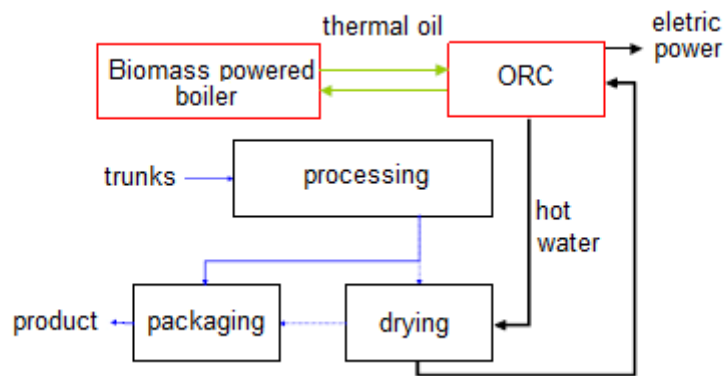 thermal oil
eletric
power
Biomass powered
boiler
ORC
trunks
processing
hot
water
product
packaging
drying